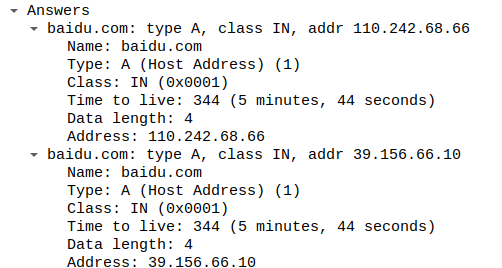 Answers
baidu.com: type A, class IN, addr 110.242.68.66
Name: baidu.com
Type: A (Host Address) (1)
Class: IN (0x0001)
Time to live: 344 (5 minutes, 44 seconds)
Data length: 4
Address: 110.242.68.66
baidu.com: type A, class IN, addr 39.156.66.10
Name: baidu.com
Type: A (Host Address) (1)
Class: IN (0x0001)
Time to live: 344 (5 minutes, 44 seconds)
Data length: 4
Address: 39.156.66.10